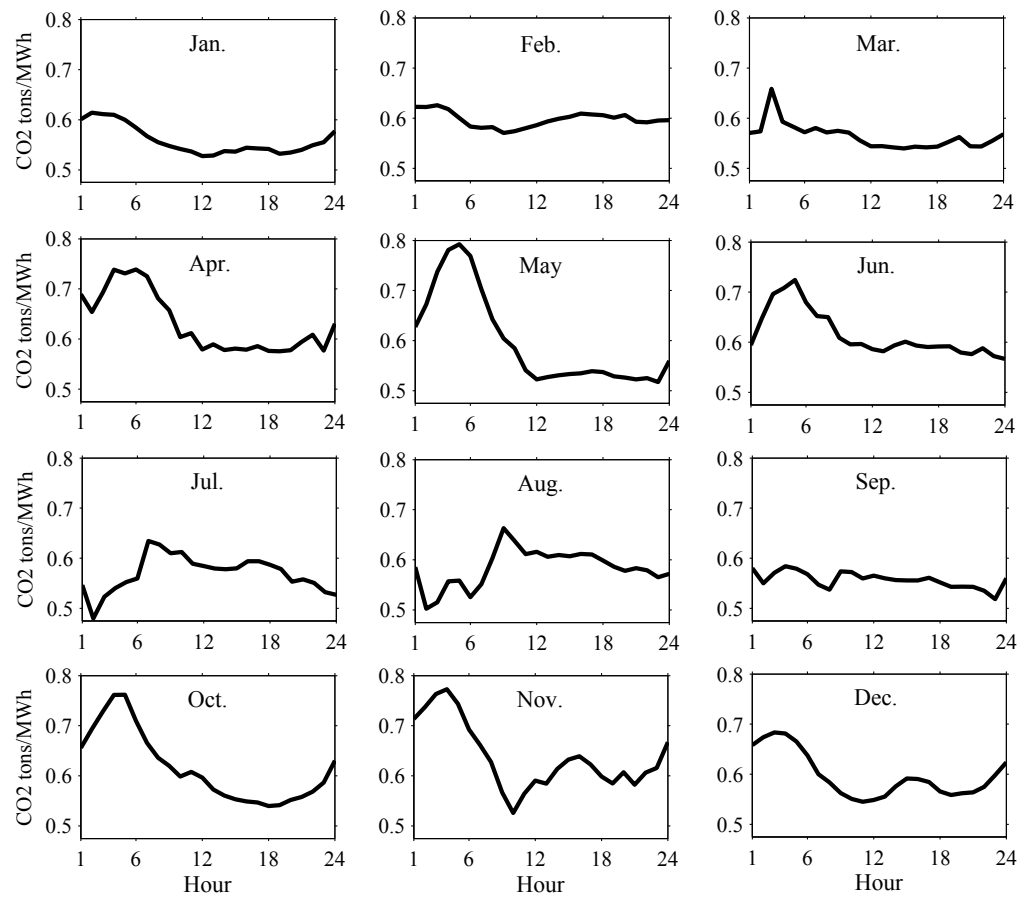 0.8 0.8 0.8
Jan. Feb. Mar.
0.7 0.7 0.7
CO2 tons/MWh
0.6 0.6 0.6
0.5 0.5 0.5
1 6 12 18 24 1 6 12 18 24 1 6 12 18 24
0.8 0.8 0.8
Apr. May Jun.
0.7 0.7 0.7
CO2 tons/MWh
0.6 0.6 0.6
0.5 0.5 0.5
1 6 12 18 24 1 6 12 18 24 1 6 12 18 24
0.8 0.8 0.8
Jul. Aug. Sep.
0.7 0.7 0.7
CO2 tons/MWh
0.6 0.6 0.6
0.5 0.5 0.5
1 6 12 18 24 1 6 12 18 24 1 6 12 18 24
0.8 0.8 0.8
Oct. Nov. Dec.
0.7 0.7 0.7
CO2 tons/MWh
0.6 0.6 0.6
0.5 0.5 0.5
1 6 12 18 24 1 6 12 18 24 1 6 12 18 24
Hour Hour Hour